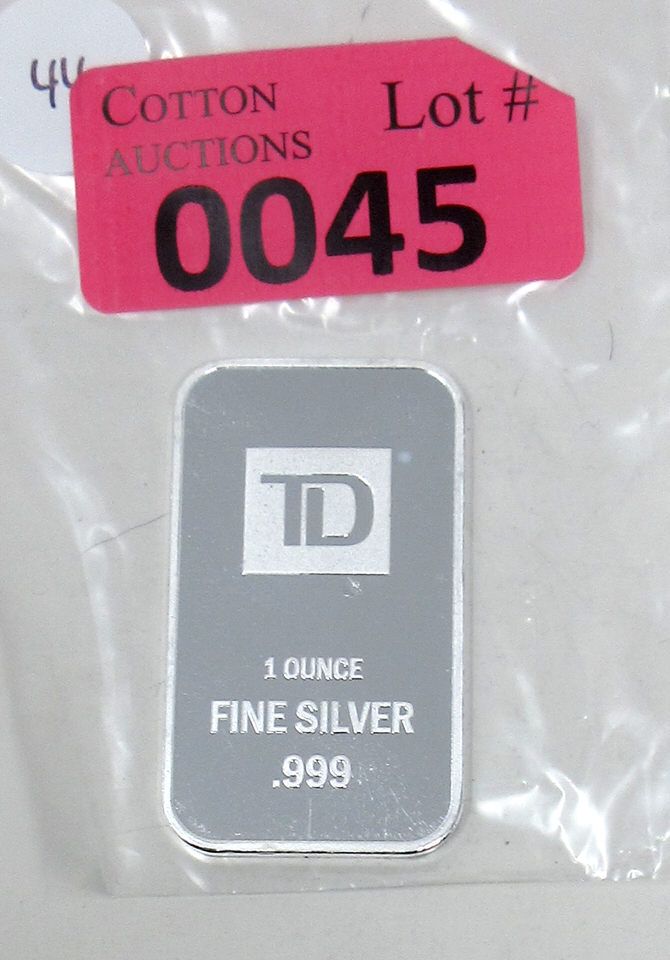 44
COTTON
AUCTIONS
Lot #
0045
TD
1 OUNCE
FINE SILVER
.999